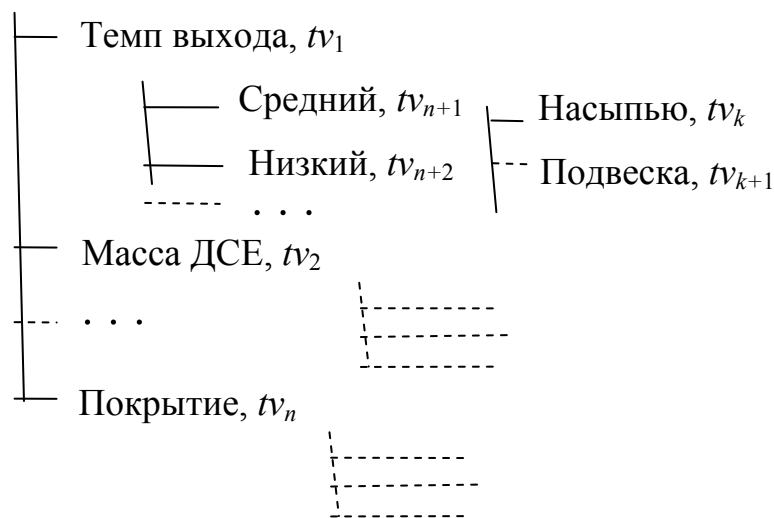 Темп выхода, tv1
Средний, tvn+1
Насыпью, tvk
Низкий, tvn+2
Подвеска, tvk+1
. . .
Масса ДСЕ, tv2
. . .
Покрытие, tvn